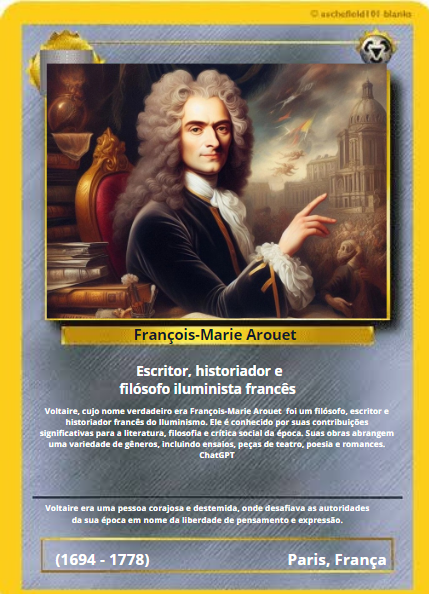 © aschefield101 blanks
François-Marie Arouet
Escritor, historiador e
filósofo iluminista francês
Voltaire, cujo nome verdadeiro era François-Marie Arouet foi um filósofo, escritor e
historiador francês do Iluminismo. Ele é conhecido por suas contribuições
significativas para a literatura, filosofia e crítica social da época. Suas obras abrangem
uma variedade de gêneros, incluindo ensaios, peças de teatro, poesia e romances.
ChatGPT
Voltaire era uma pessoa corajosa e destemida, onde desafiava as autoridades
da sua época em nome da liberdade de pensamento e expressão.
(1694 - 1778) Paris, França